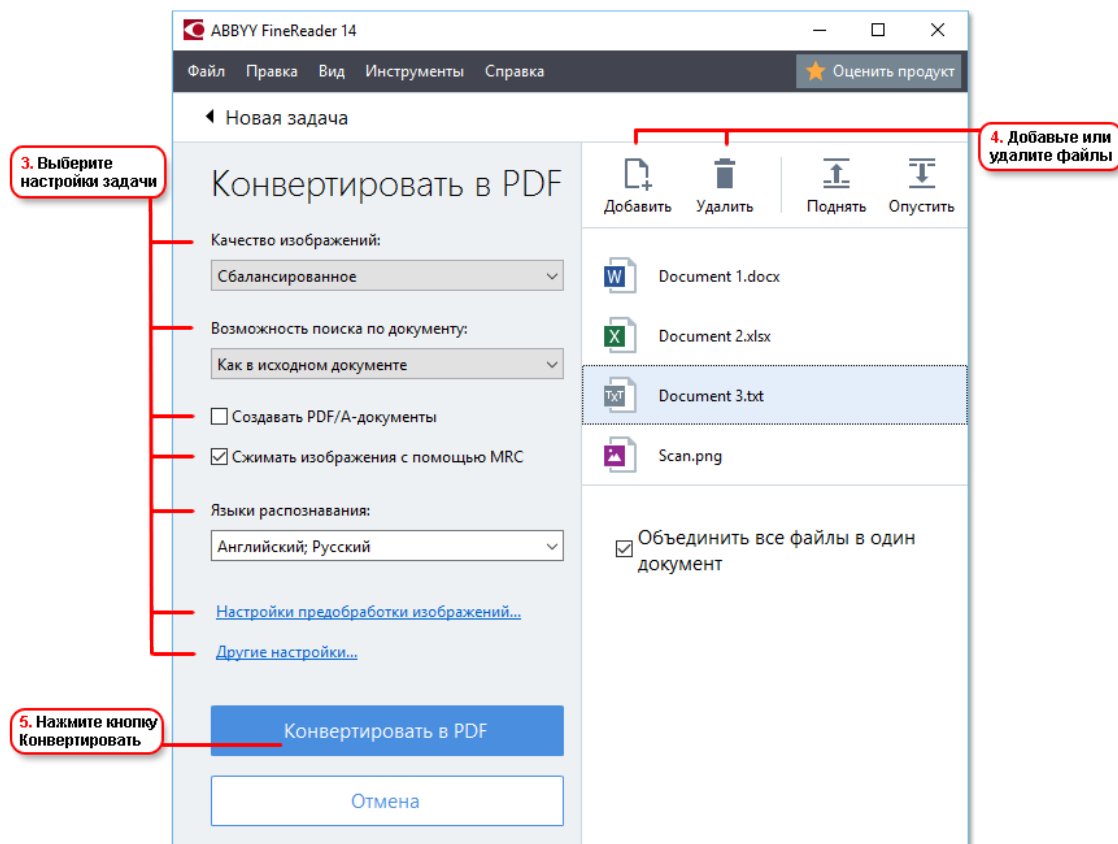 ABBYY FineReader 14
Файл Правка Вид Инструменты Справка
Оценить продукт
Новая задача
3. Выберите
настройки задачи
4. Добавьте или
удалите файлы
Конвертировать в PDF
Качество изображений:
Сбалансированное
Возможность поиска по документу:
Как в исходном документе
Создавать PDF/A-документы
Сжимать изображения с помощью MRC
Языки распознавания:
Английский; Русский
Настройки предобработки изображений...
Другие настройки...
5. Нажмите кнопку
Конвертировать
Конвертировать в PDF
Отмена
Добавить Удалить Поднять Опустить
W Document 1.docx
X Document 2.xlsx
TXT Document 3.txt
Scan.png
Объединить все файлы в один
документ